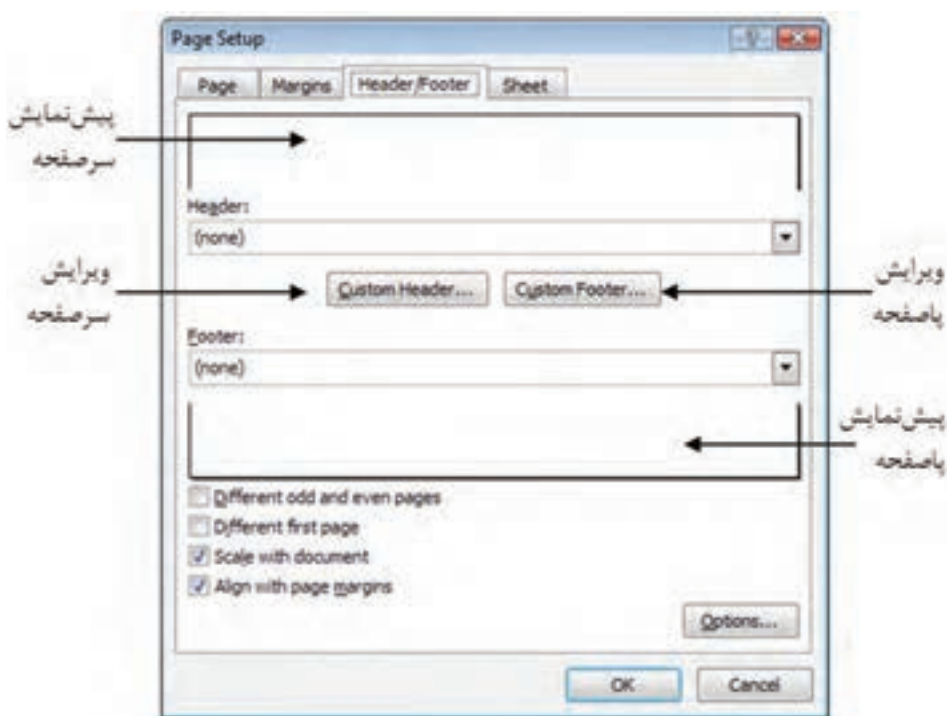 Page Setup
Page Margins Header/Footer Sheet
پیش‌نمایش
سرصفحه
Header:
(none)
ویرایش
سرصفحه
Custom Header... Custom Footer...
ویرایش
پاصفحه
Footer:
(none)
پیش‌نمایش
پاصفحه
Different odd and even pages
Different first page
Scale with document
Align with page margins
Options...
OK Cancel